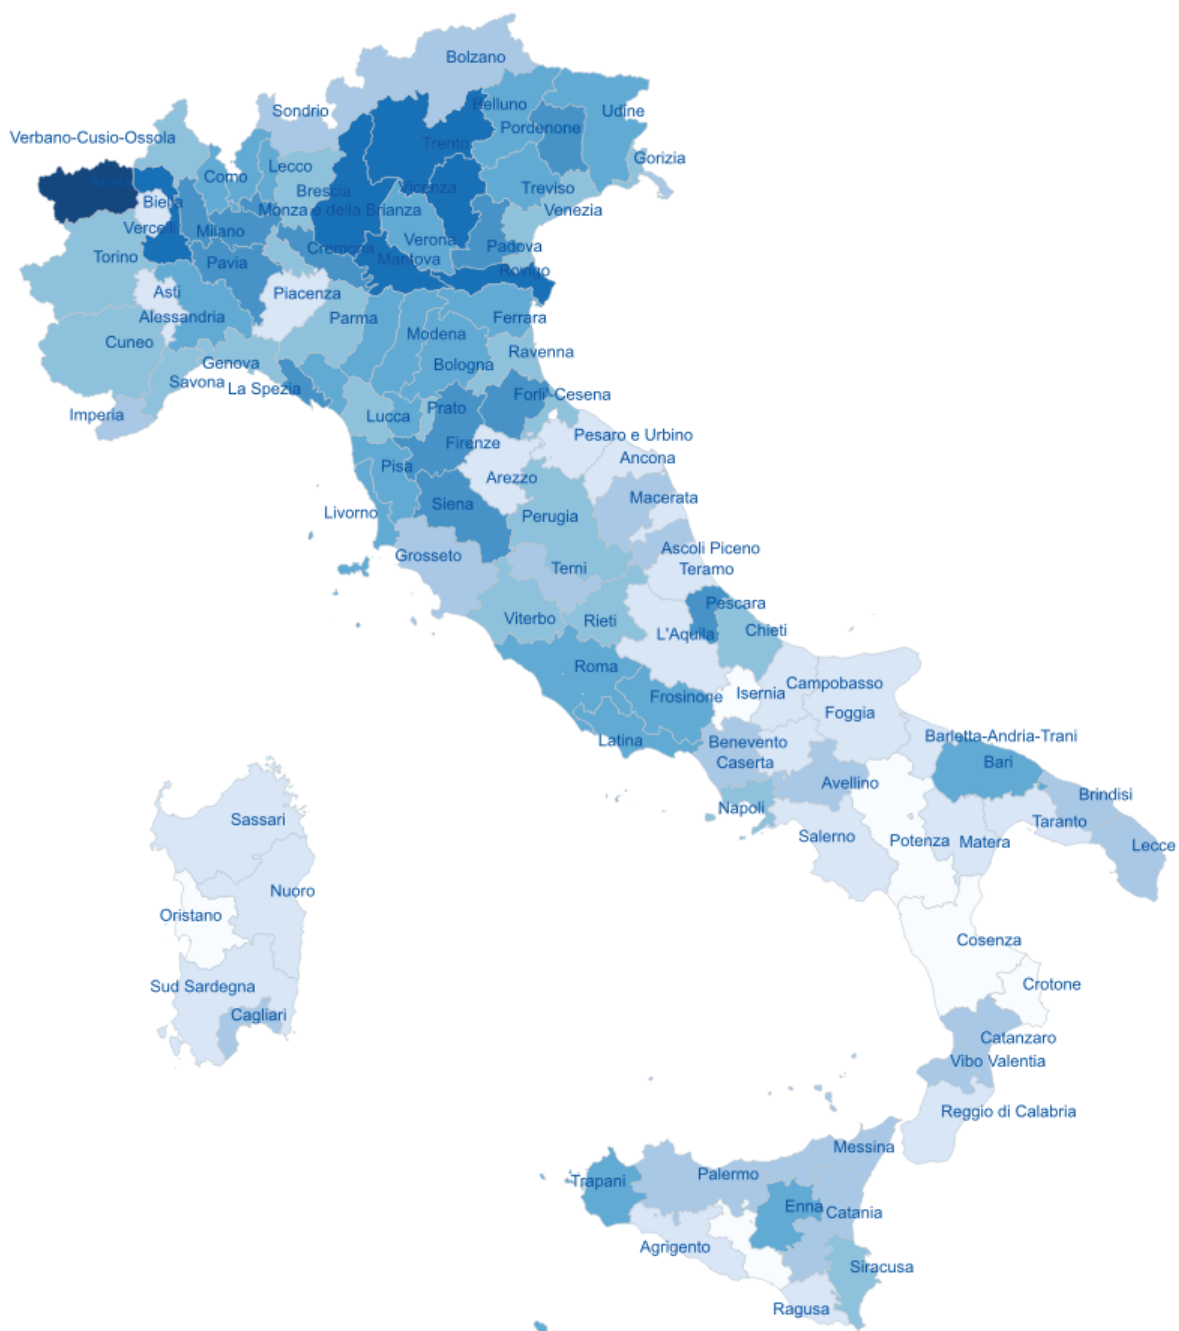 Bolzano
Belluno
Sondrio
Udine
Pordenone
Verbano-Cusio-Ossola
Trento
Gorizia
Lecco
Como
Aosta
Vicenza
Treviso
Brescia
Biella
Monza e della Brianza
Venezia
Vercelli
Milano
Verona
Padova
Cremona
Torino
Mantova
Pavia
Rovigo
Asti
Piacenza
Alessandria
Parma
Ferrara
Modena
Cuneo
Ravenna
Genova
Bologna
Savona
La Spezia
Forli'-Cesena
Prato
Imperia
Lucca
Pesaro e Urbino
Firenze
Ancona
Pisa
Arezzo
Macerata
Siena
Livorno
Perugia
Ascoli Piceno
Grosseto
Terni
Teramo
Pescara
Viterbo
Rieti
Chieti
L'Aquila
Roma
Campobasso
Isernia
Frosinone
Foggia
Barletta-Andria-Trani
Latina
Benevento
Caserta
Bari
Avellino
Brindisi
Napoli
Sassari
Taranto
Salerno
Potenza
Matera
Lecce
Nuoro
Oristano
Cosenza
Crotone
Sud Sardegna
Cagliari
Catanzaro
Vibo Valentia
Reggio di Calabria
Messina
Palermo
Trapani
Enna
Catania
Agrigento
Siracusa
Ragusa